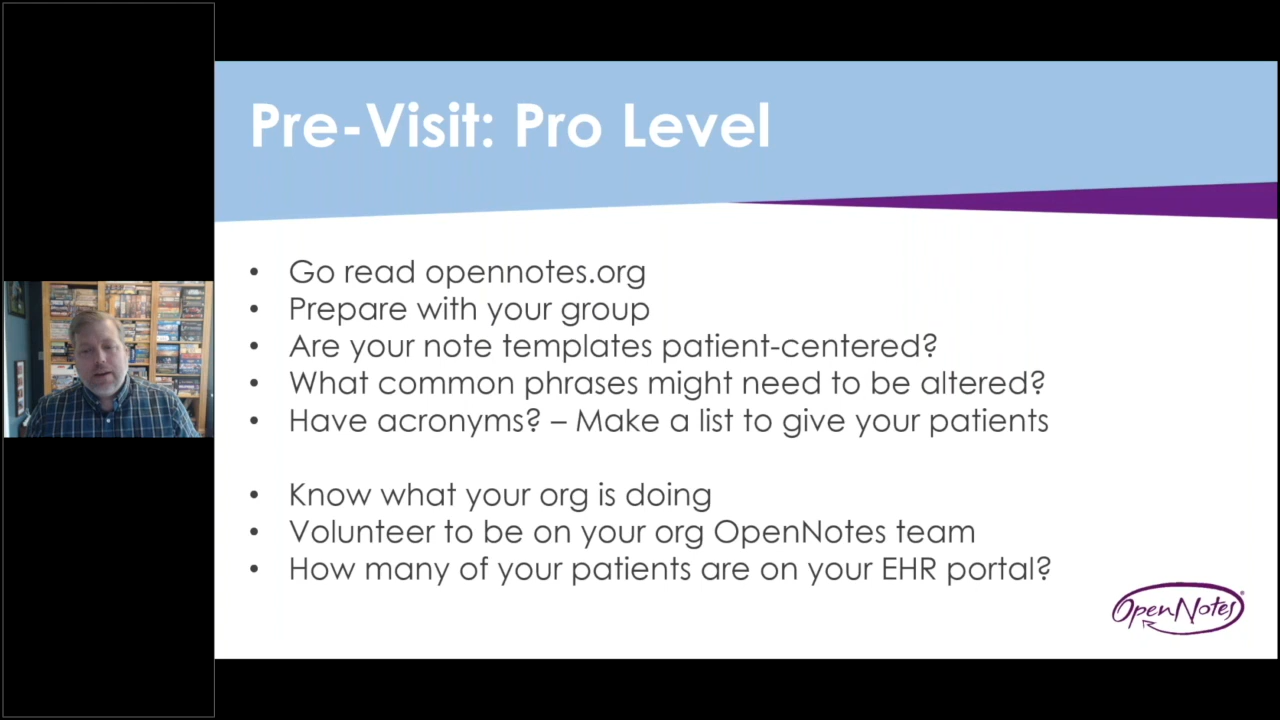 Pre-Visit: Pro Level
• Go read opennotes.org
• Prepare with your group
• Are your note templates patient-centered?
• What common phrases might need to be altered?
• Have acronyms? – Make a list to give your patients
• Know what your org is doing
• Volunteer to be on your org OpenNotes team
• How many of your patients are on your EHR portal?
OpenNotes®